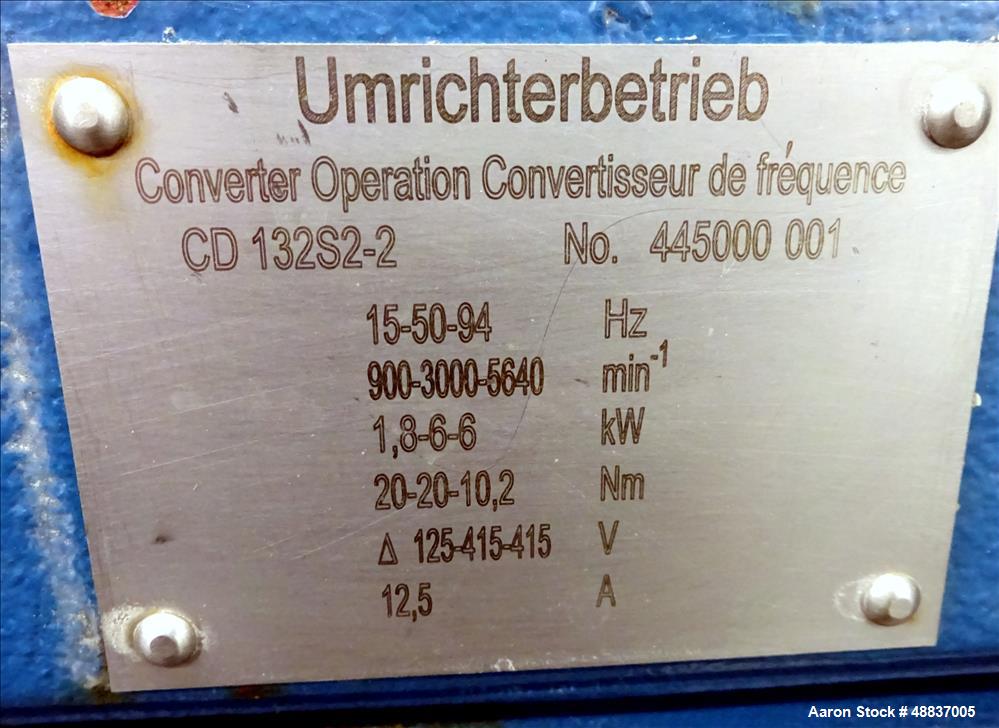 Umrichterbetrieb
Converter Operation Convertisseur de fréquence
CD 132S2-2 No. 445000 001
15-50-94 Hz
900-3000-5640 min-1
1,8-6-6 kW
20-20-10,2 Nm
Δ 125-415-415 V
12,5 A
Aaron Stock # 48837005